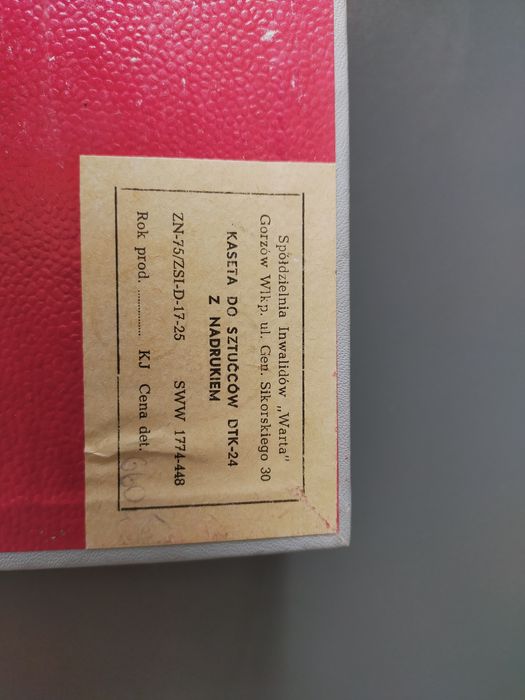 Spółdzielnia Inwalidów „Warta"
Gorzów Wlkp. ul. Gen. Sikorskiego 30
KASETA DO SZTUĆCÓW DTK-24
Z NADRUKIEM
ZN-75/ZSI-D-17-25 SWW 1774-448
Rok prod. ............... KJ Cena det.